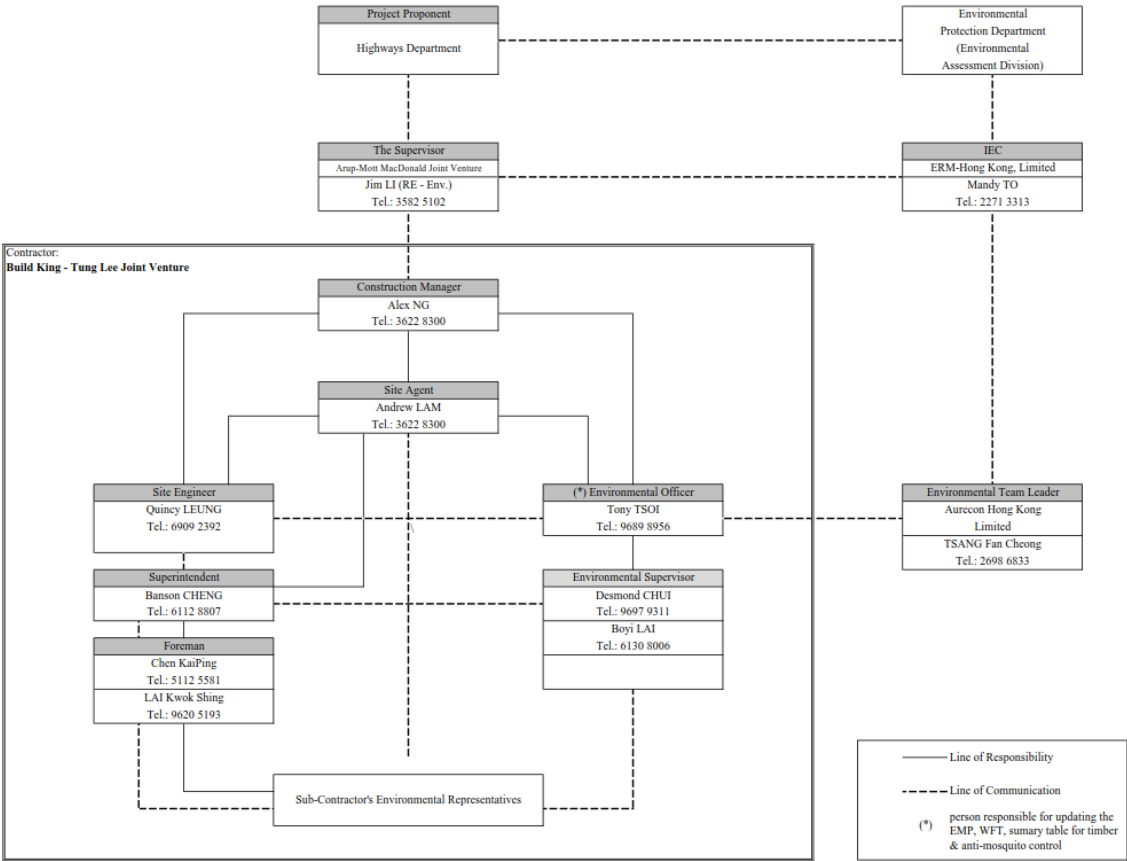 Project Proponent
Highways Department
Environmental
Protection Department
(Environmental
Assessment Division)
The Supervisor
Arup-Mott MacDonald Joint Venture
Jim LI (RE - Env.)
Tel.: 3582 5102
IEC
ERM-Hong Kong, Limited
Mandy TO
Tel.: 2271 3313
Contractor:
Build King - Tung Lee Joint Venture
Construction Manager
Alex NG
Tel.: 3622 8300
Site Agent
Andrew LAM
Tel.: 3622 8300
Site Engineer
Quincy LEUNG
Tel.: 6909 2392
(*) Environmental Officer
Tony TSOI
Tel.: 9689 8956
Environmental Team Leader
Aurecon Hong Kong
Limited
TSANG Fan Cheong
Tel.: 2698 6833
\
Superintendent
Banson CHENG
Tel.: 6112 8807
Environmental Supervisor
Desmond CHUI
Tel.: 9697 9311
Boyi LAI
Tel.: 6130 8006
Foreman
Chen KaiPing
Tel.: 5112 5581
LAI Kwok Shing
Tel.: 9620 5193
Sub-Contractor's Environmental Representatives
Line of Responsibility
Line of Communication
(*) person responsible for updating the
EMP, WFT, sumary table for timber
& anti-mosquito control